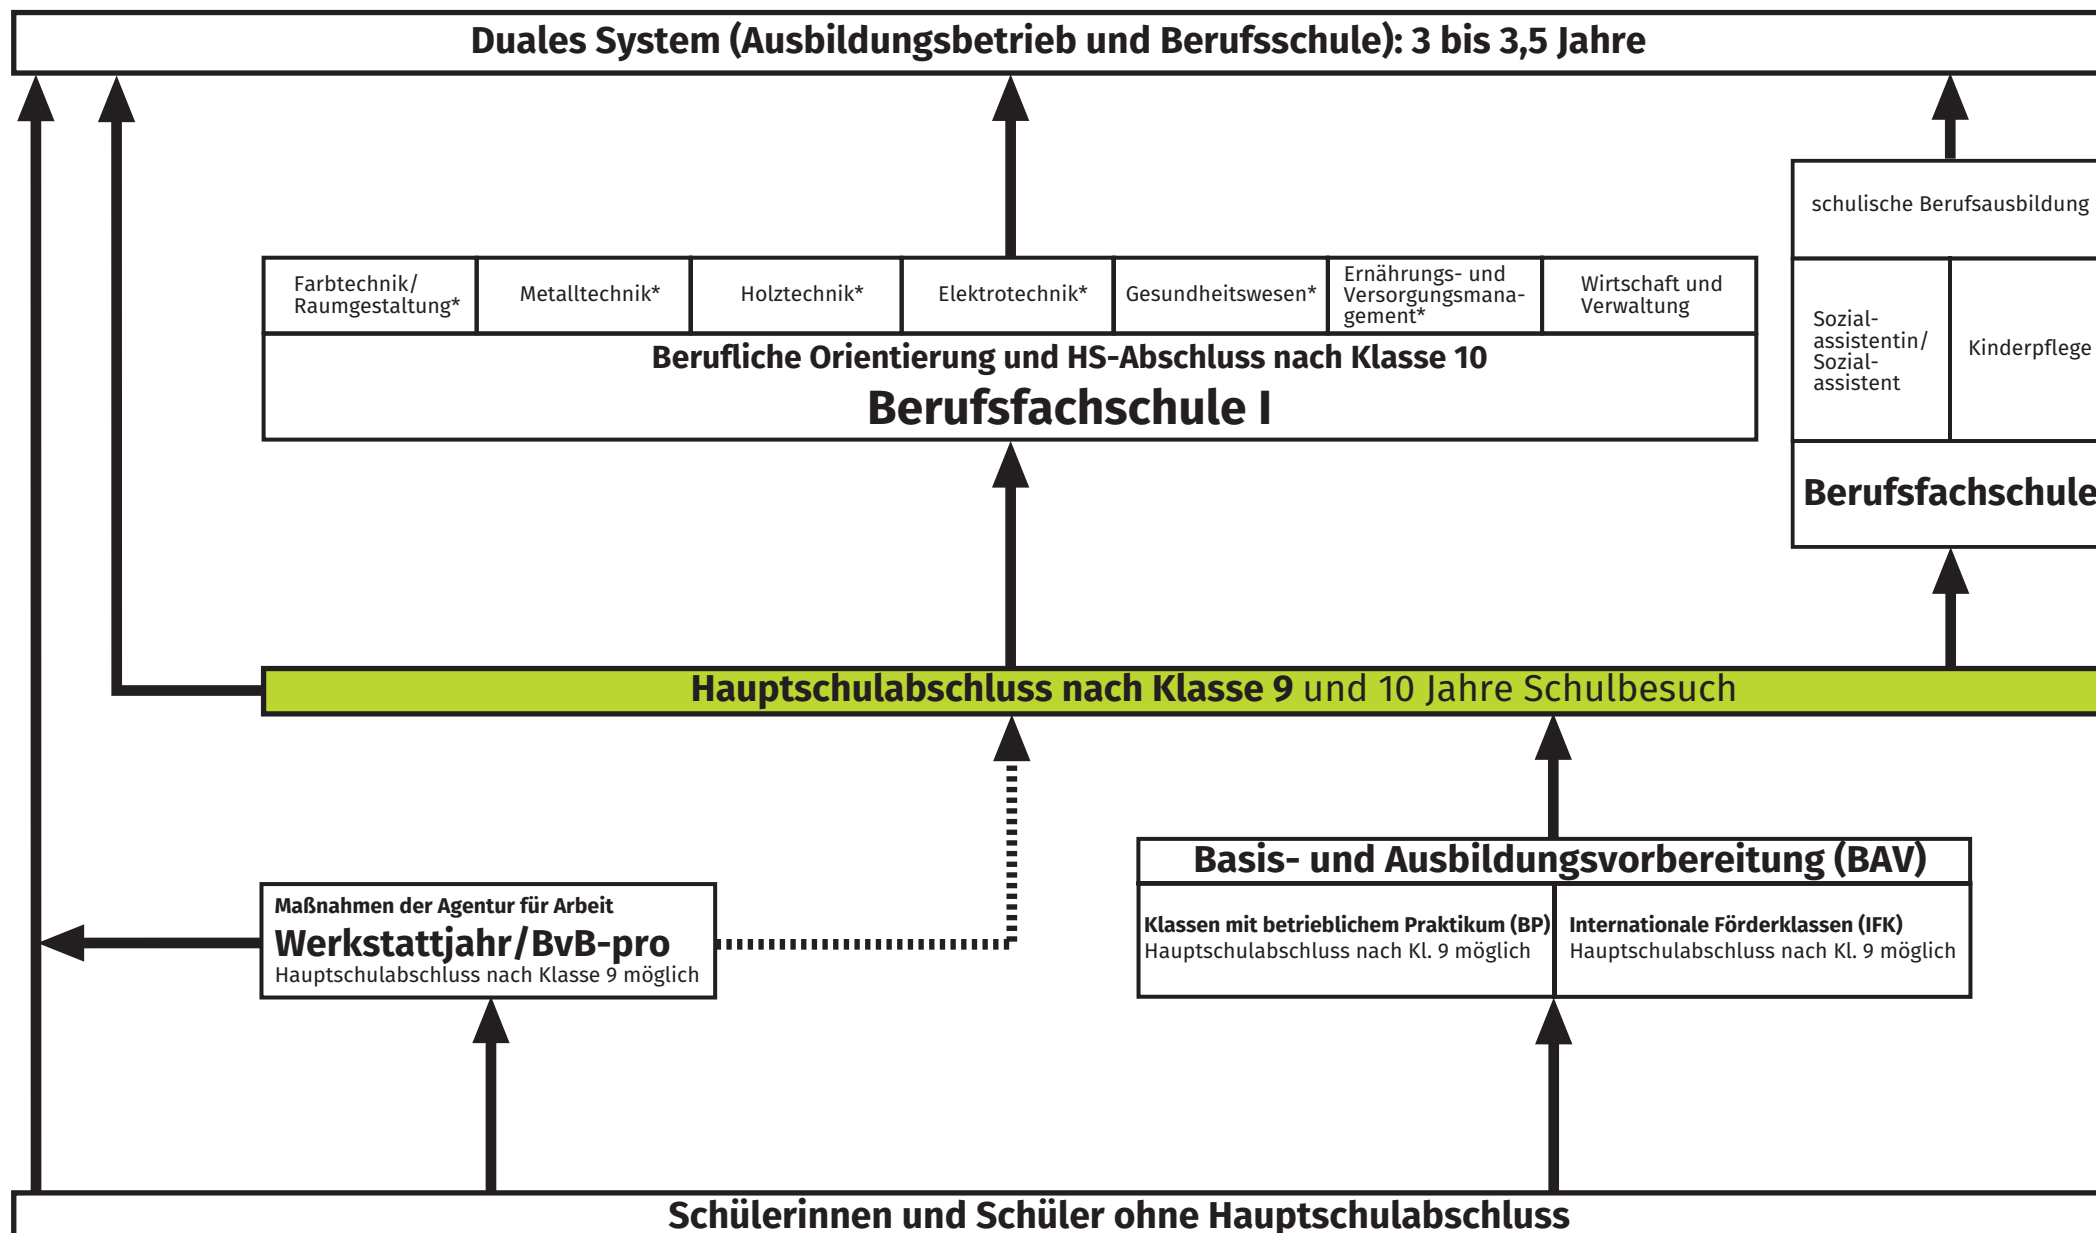 Duales System (Ausbildungsbetrieb und Berufsschule): 3 bis 3,5 Jahre
schulische Berufsausbildung
Farbtechnik/
Raumgestaltung*
Metalltechnik*
Holztechnik*
Elektrotechnik*
Gesundheitswesen*
Ernährungs- und
Versorgungsmana-
gement*
Wirtschaft und
Verwaltung
Sozial-
assistentin/
Sozial-
assistent
Kinderpflege
Berufliche Orientierung und HS-Abschluss nach Klasse 10
Berufsfachschule I
Berufsfachschule
Hauptschulabschluss nach Klasse 9 und 10 Jahre Schulbesuch
Basis- und Ausbildungsvorbereitung (BAV)
Maßnahmen der Agentur für Arbeit
Werkstattjahr/BvB-pro
Hauptschulabschluss nach Klasse 9 möglich
Klassen mit betrieblichem Praktikum (BP)
Hauptschulabschluss nach Kl. 9 möglich
Internationale Förderklassen (IFK)
Hauptschulabschluss nach Kl. 9 möglich
Schülerinnen und Schüler ohne Hauptschulabschluss